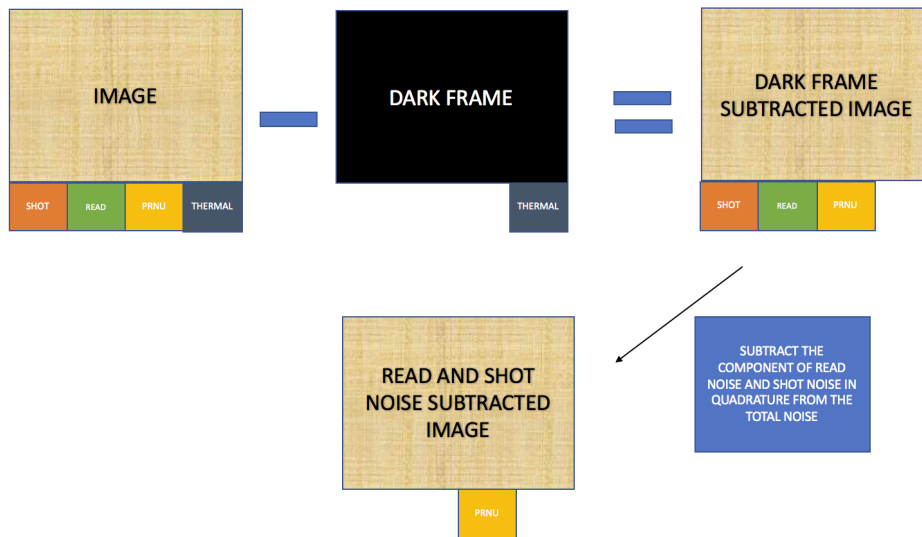 IMAGE
DARK FRAME
DARK FRAME
SUBTRACTED IMAGE
SHOT
READ
PRNU
THERMAL
THERMAL
SHOT
READ
PRNU
READ AND SHOT
NOISE SUBTRACTED
IMAGE
PRNU
SUBTRACT THE
COMPONENT OF READ
NOISE AND SHOT NOISE IN
QUADRATURE FROM THE
TOTAL NOISE